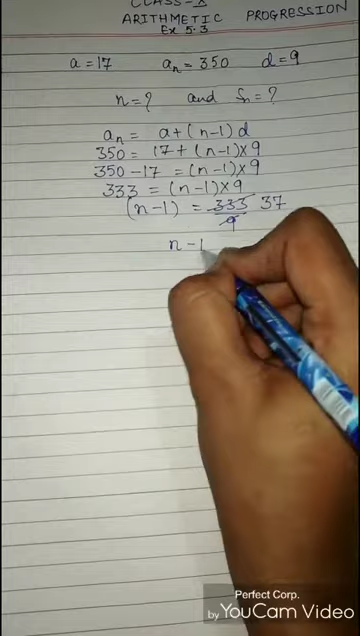 CLASS-X
ARITHMETIC PROGRESSION
Ex 5.3
a = 17 an = 350 d = 9
n = ? and Sn = ?
an = a + (n-1) d
350 = 17 + (n-1) × 9
350 - 17 = (n-1) × 9
333 = (n-1) × 9
(n-1) = 333/9 37
n - 1
Perfect Corp.
by YouCam Video